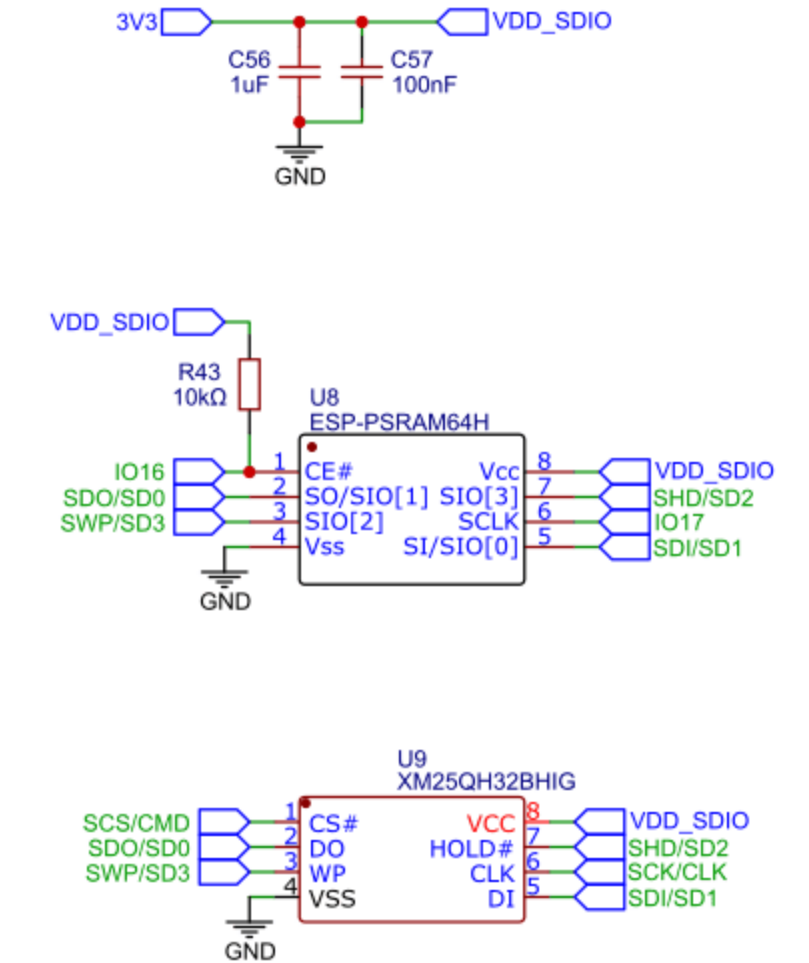 3V3 VDD_SDIO
C56 C57
1uF 100nF
GND
VDD_SDIO
R43
10kΩ
U8
ESP-PSRAM64H
IO16 1 CE# Vcc 8 VDD_SDIO
SDO/SD0 2 SO/SIO[1] SIO[3] 7 SHD/SD2
SWP/SD3 3 SIO[2] SCLK 6 IO17
4 Vss SI/SIO[0] 5 SDI/SD1
GND
U9
XM25QH32BHIG
SCS/CMD 1 CS# VCC 8 VDD_SDIO
SDO/SD0 2 DO HOLD# 7 SHD/SD2
SWP/SD3 3 WP CLK 6 SCK/CLK
4 VSS DI 5 SDI/SD1
GND